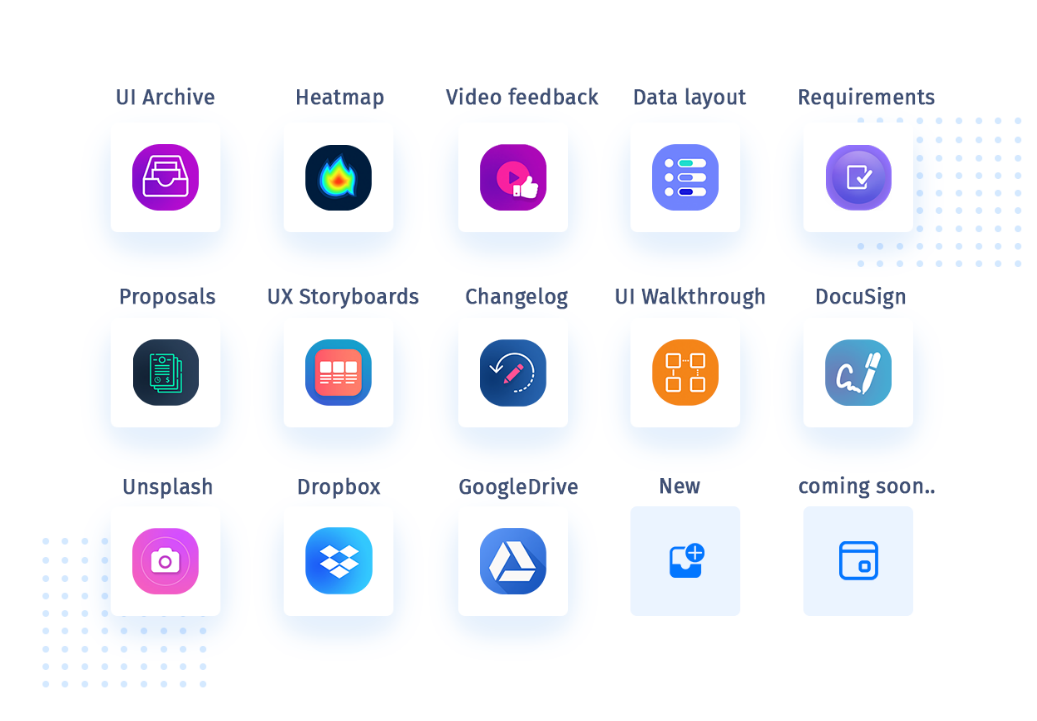 UI Archive
Heatmap
Video feedback
Data layout
Requirements
Proposals
UX Storyboards
Changelog
UI Walkthrough
DocuSign
Unsplash
Dropbox
GoogleDrive
New
coming soon..